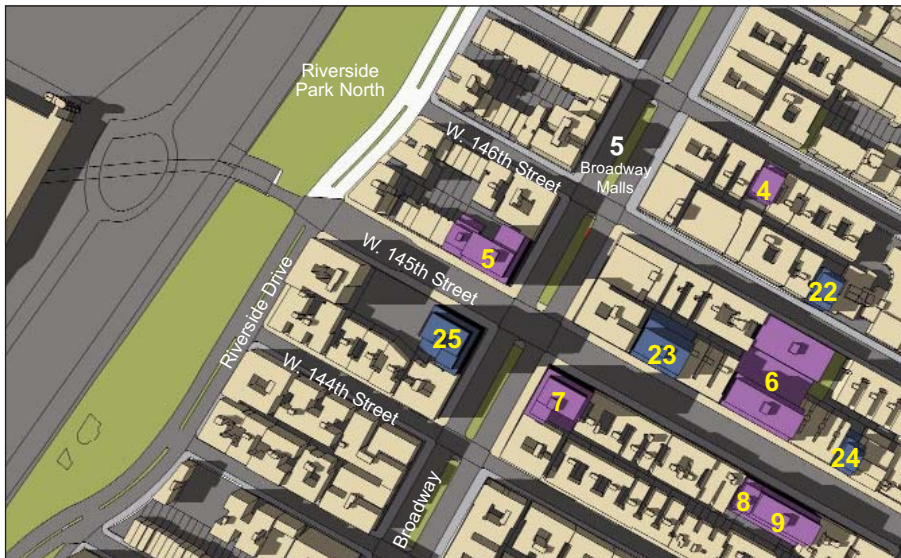 Riverside
Park North
W. 146th Street
5
Broadway
Malls
4
W. 145th Street
5
22
Riverside Drive
25
23
6
W. 144th Street
7
24
Broadway
8
9